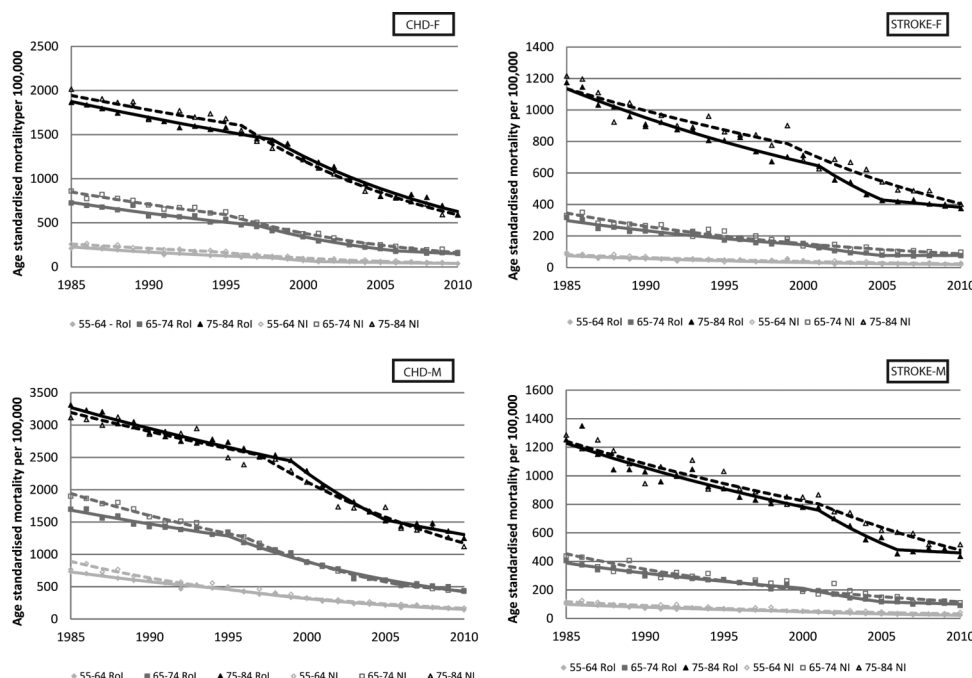 CHD-F
Age standardised mortalityper 100,000
2500
2000
1500
1000
500
0
1985 1990 1995 2000 2005 2010
55-64 - RoI 65-74 RoI 75-84 RoI 55-64 NI 65-74 NI 75-84 NI
STROKE-F
Age standardised mortality per 100,000
1400
1200
1000
800
600
400
200
0
1985 1990 1995 2000 2005 2010
55-64 RoI 65-74 RoI 75-84 RoI 55-64 NI 65-74 NI 75-84 NI
CHD-M
Age standardised mortality per 100,000
3500
3000
2500
2000
1500
1000
500
0
1985 1990 1995 2000 2005 2010
55-64 RoI 65-74 RoI 75-84 RoI 55-64 NI 65-74 NI 75-84 NI
STROKE-M
Age standardised mortality per 100,000
1600
1400
1200
1000
800
600
400
200
0
1985 1990 1995 2000 2005 2010
55-64 RoI 65-74 RoI 75-84 RoI 55-64 NI 65-74 NI 75-84 NI